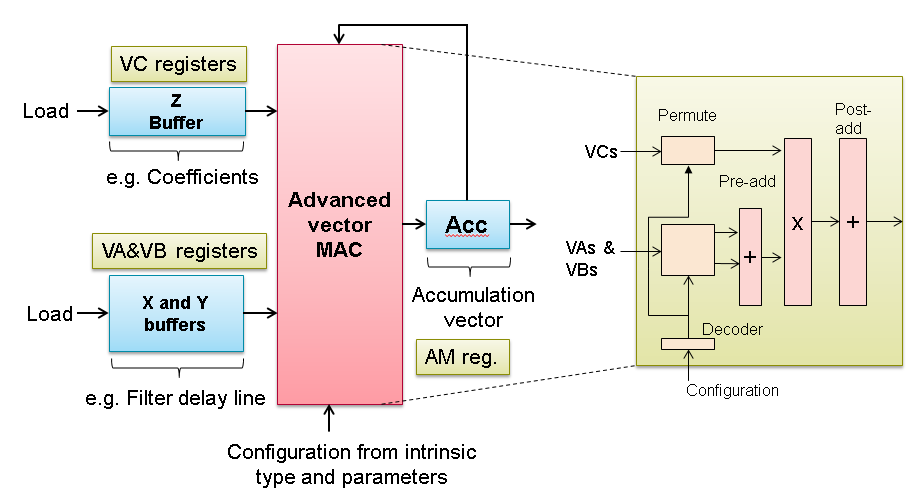 VC registers
Load
Z
Buffer
e.g. Coefficients
VA&VB registers
Load
X and Y
buffers
e.g. Filter delay line
Advanced
vector
MAC
Configuration from intrinsic
type and parameters
Acc
Accumulation
vector
AM reg.
Permute
Post-
add
VCs
Pre-add
VAs &
VBs
+
X
+
Decoder
Configuration